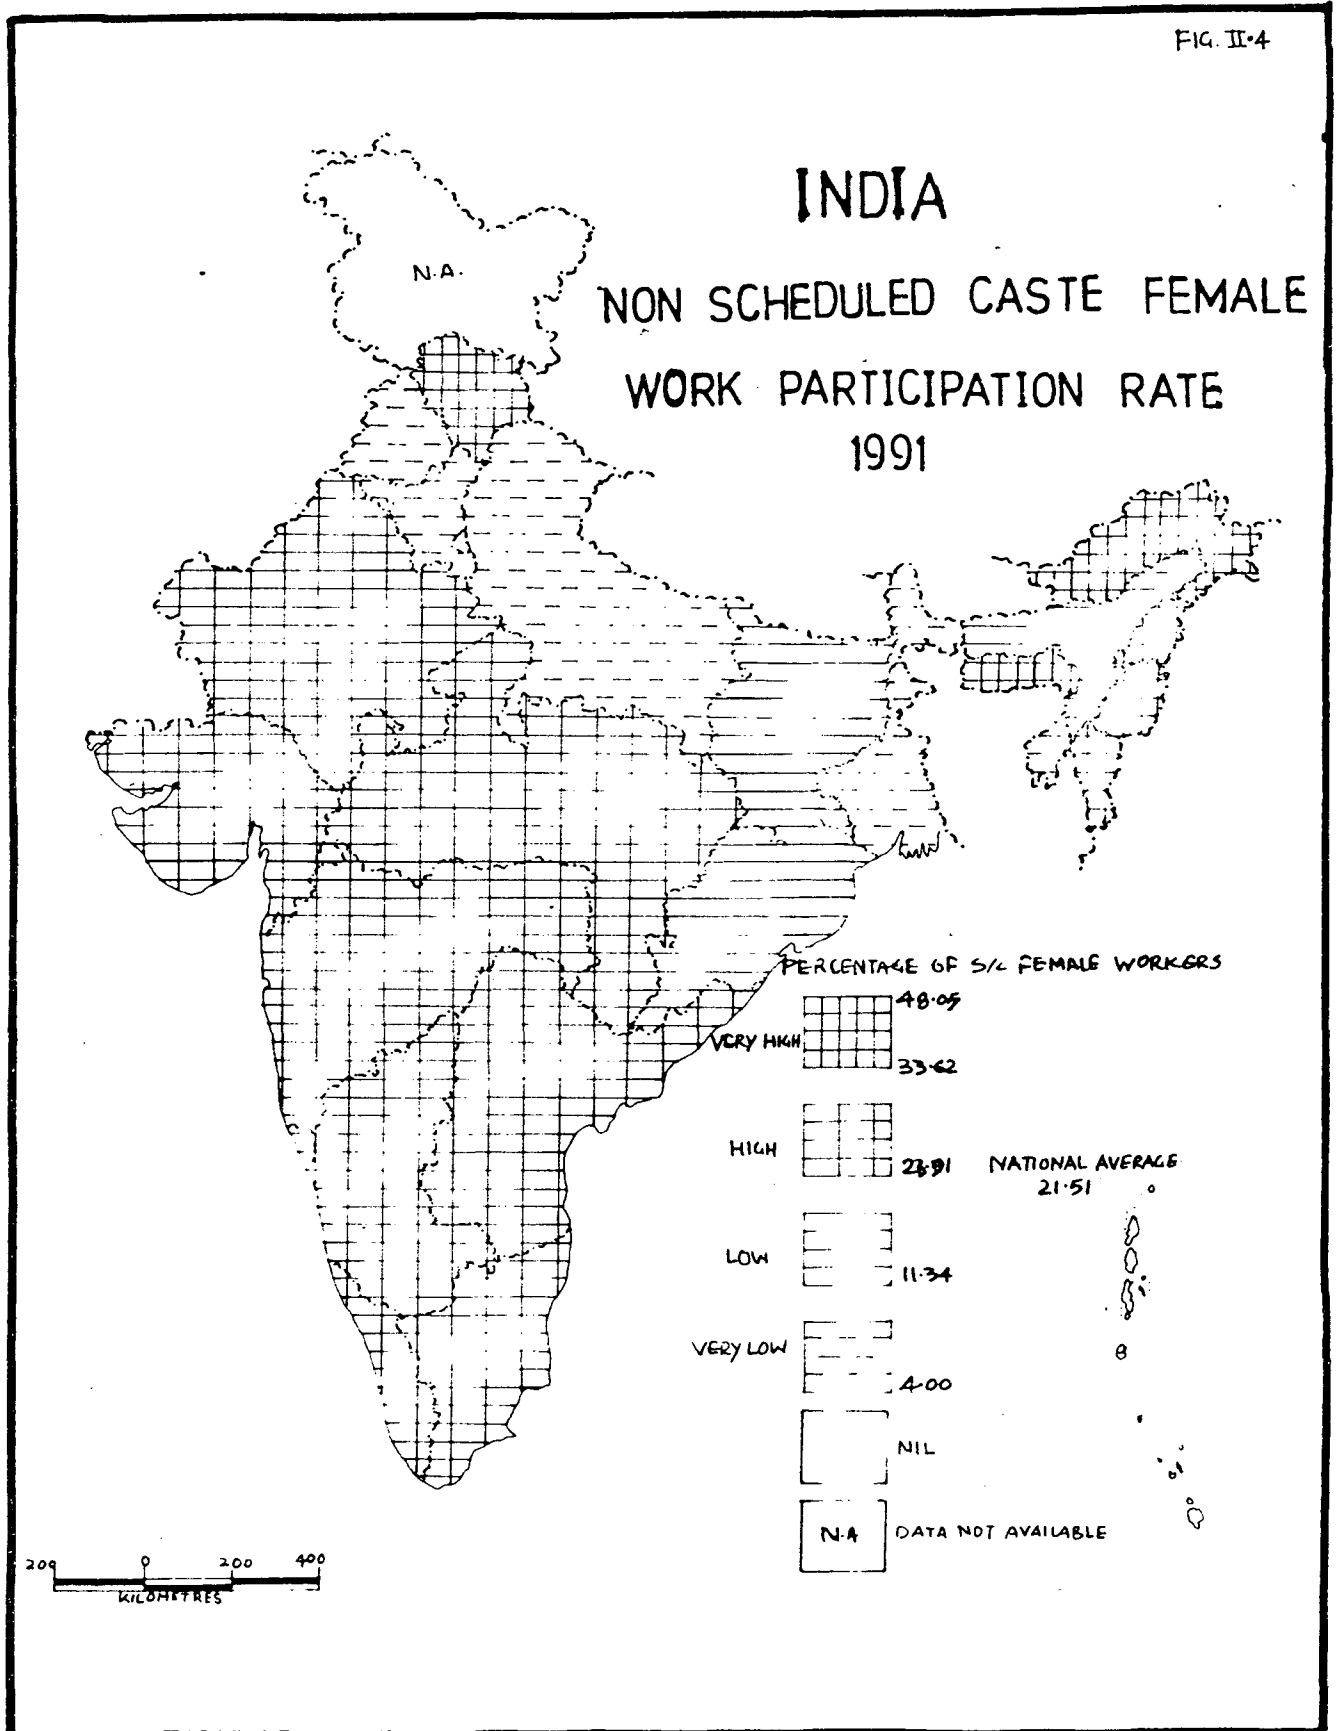 FIG. II.4
INDIA
NON SCHEDULED CASTE FEMALE
WORK PARTICIPATION RATE
1991
N.A.
PERCENTAGE OF S/C FEMALE WORKERS
48.05
VERY HIGH
33.62
HIGH
NATIONAL AVERAGE
21.51
LOW
11.34
VERY LOW
4.00
NIL
N.A DATA NOT AVAILABLE
200 0 200 400
KILOMETRES